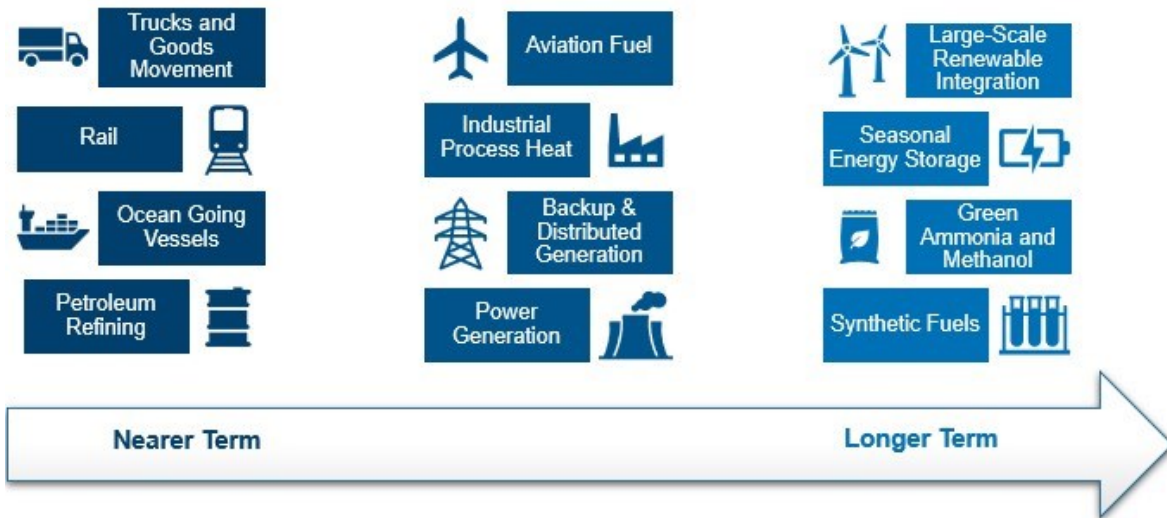 Trucks and
Goods
Movement
Rail
Ocean Going
Vessels
Petroleum
Refining
Aviation Fuel
Industrial
Process Heat
Backup &
Distributed
Generation
Power
Generation
Large-Scale
Renewable
Integration
Seasonal
Energy Storage
Green
Ammonia and
Methanol
Synthetic Fuels
Nearer Term
Longer Term